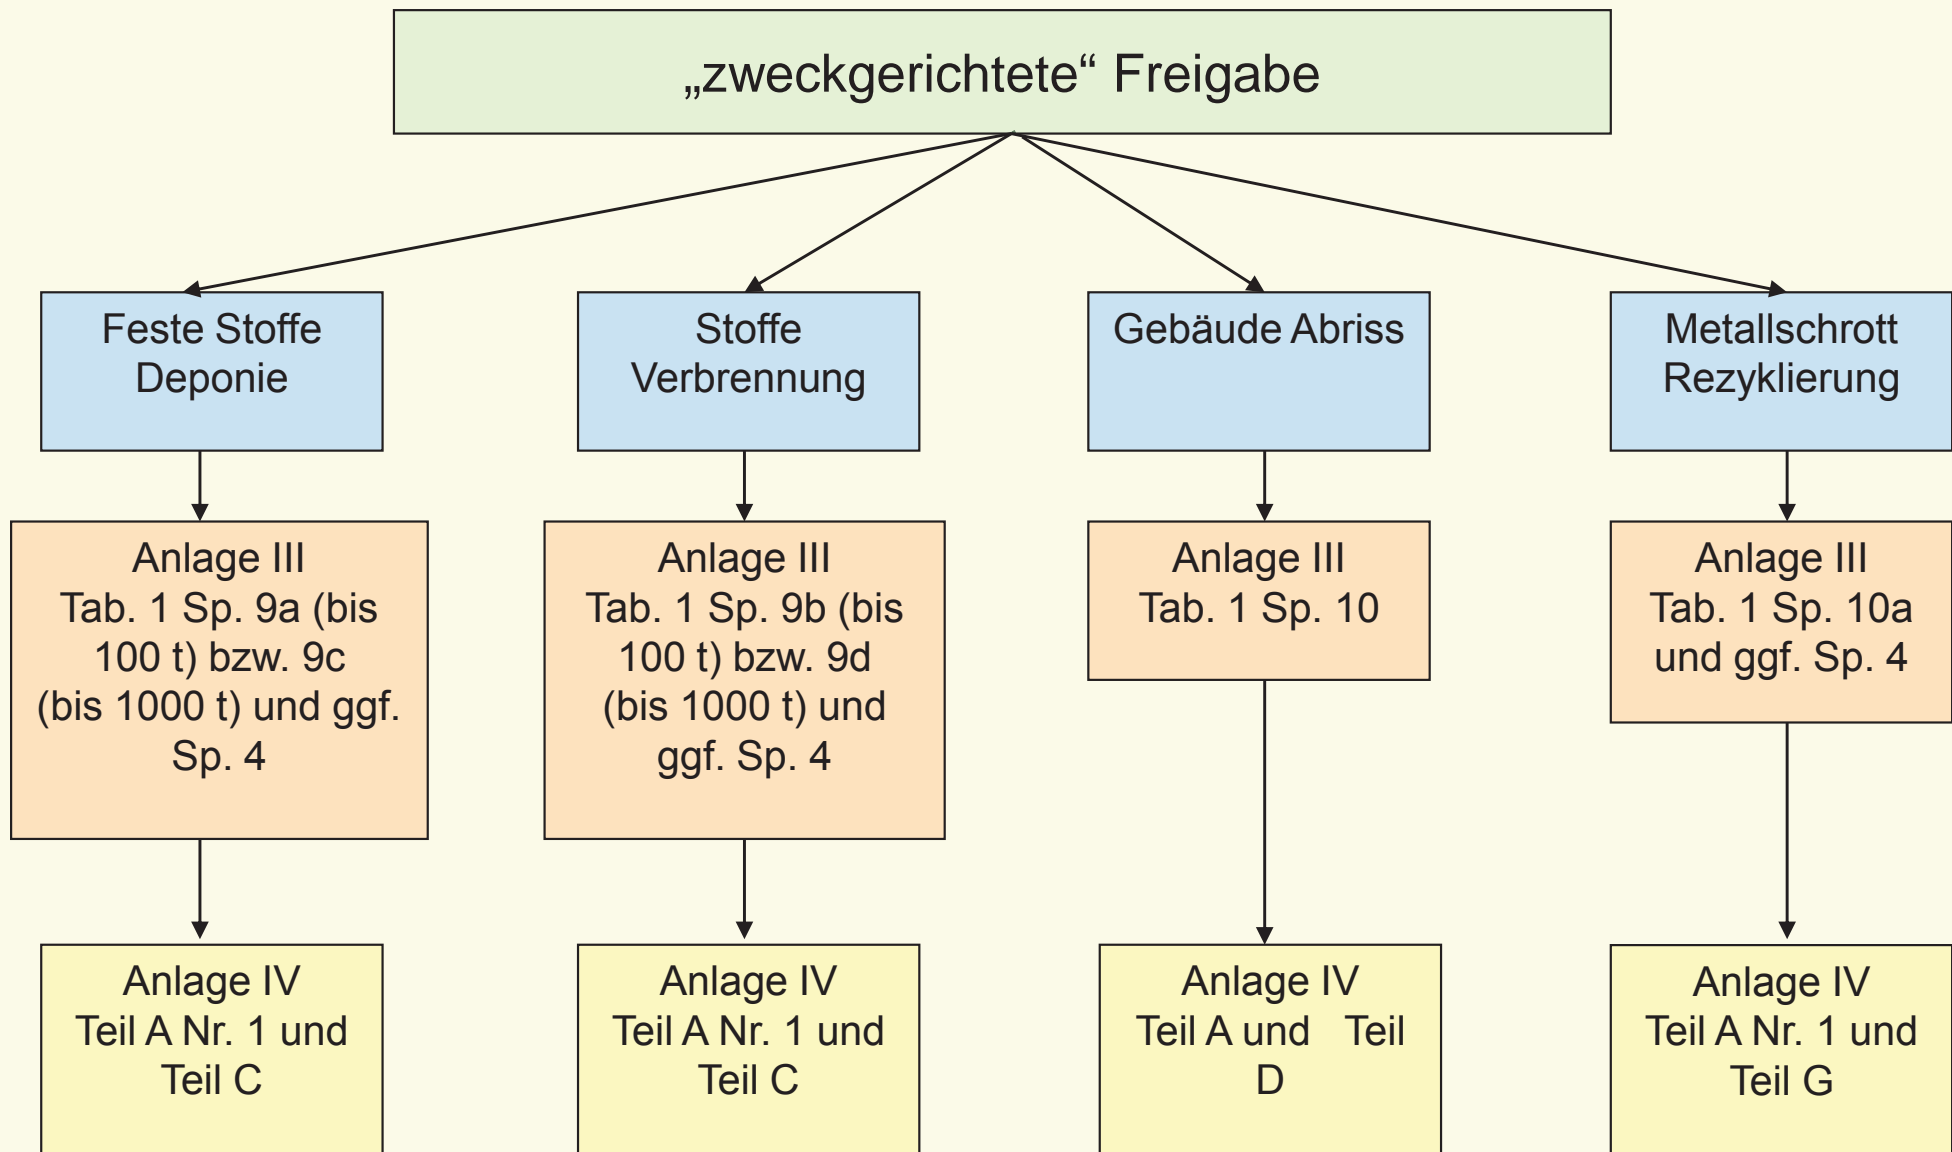 „zweckgerichtete“ Freigabe
Feste Stoffe
Deponie
Stoffe
Verbrennung
Gebäude Abriss
Metallschrott
Rezyklierung
Anlage III
Tab. 1 Sp. 9a (bis
100 t) bzw. 9c
(bis 1000 t) und ggf.
Sp. 4
Anlage III
Tab. 1 Sp. 9b (bis
100 t) bzw. 9d
(bis 1000 t) und
ggf. Sp. 4
Anlage III
Tab. 1 Sp. 10
Anlage III
Tab. 1 Sp. 10a
und ggf. Sp. 4
Anlage IV
Teil A Nr. 1 und
Teil C
Anlage IV
Teil A Nr. 1 und
Teil C
Anlage IV
Teil A und Teil
D
Anlage IV
Teil A Nr. 1 und
Teil G